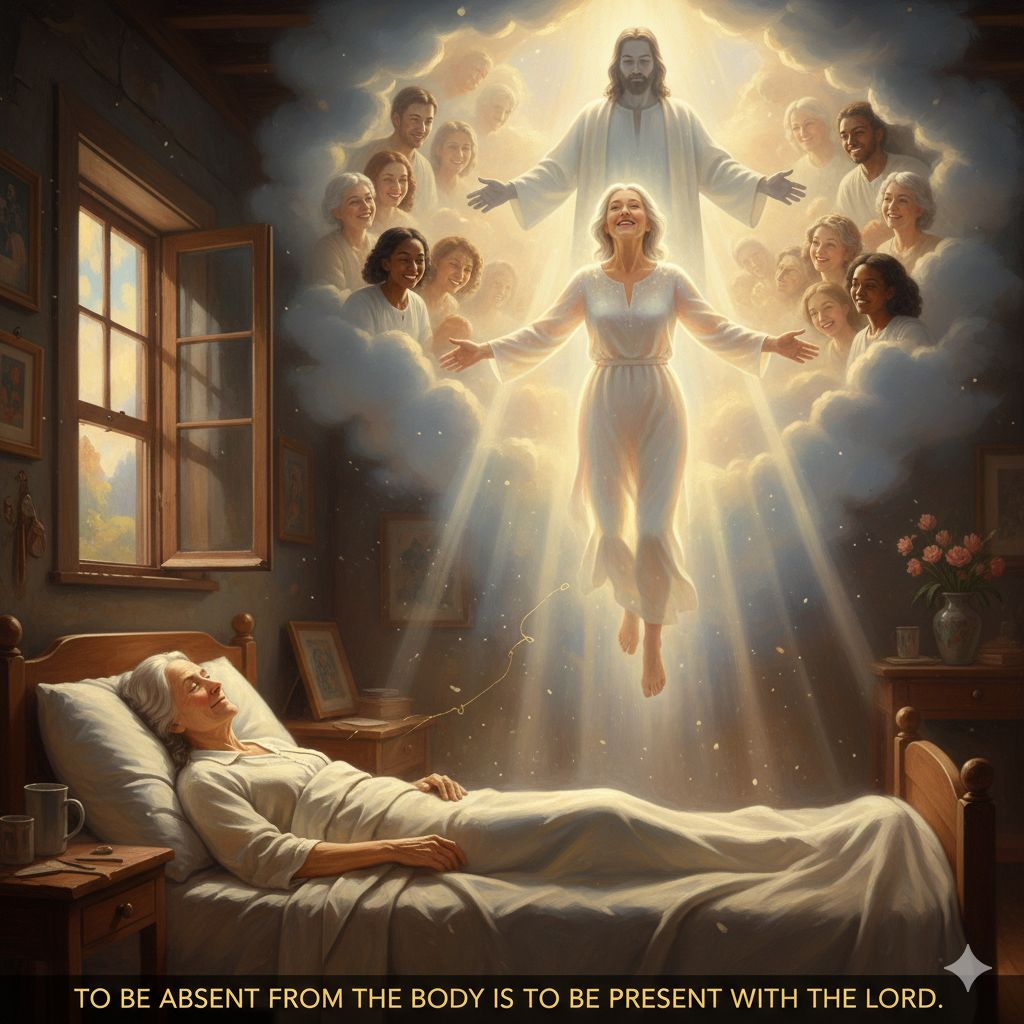 TO BE ABSENT FROM THE BODY IS TO BE PRESENT WITH THE LORD.